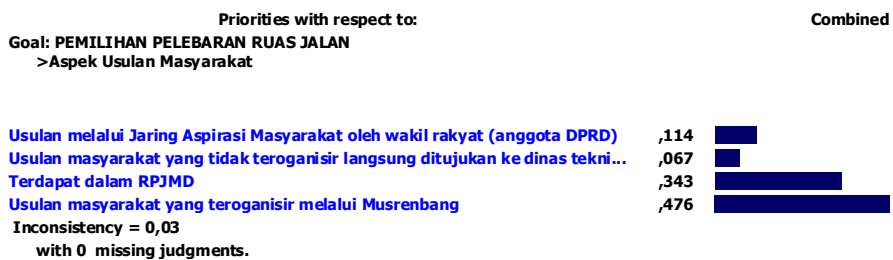 Priorities with respect to: Combined
Goal: PEMILIHAN PELEBARAN RUAS JALAN
>Aspek Usulan Masyarakat
Usulan melalui Jaring Aspirasi Masyarakat oleh wakil rakyat (anggota DPRD) ,114
Usulan masyarakat yang tidak teroganisir langsung ditujukan ke dinas tekni... ,067
Terdapat dalam RPJMD ,343
Usulan masyarakat yang teroganisir melalui Musrenbang ,476
Inconsistency = 0,03
with 0 missing judgments.